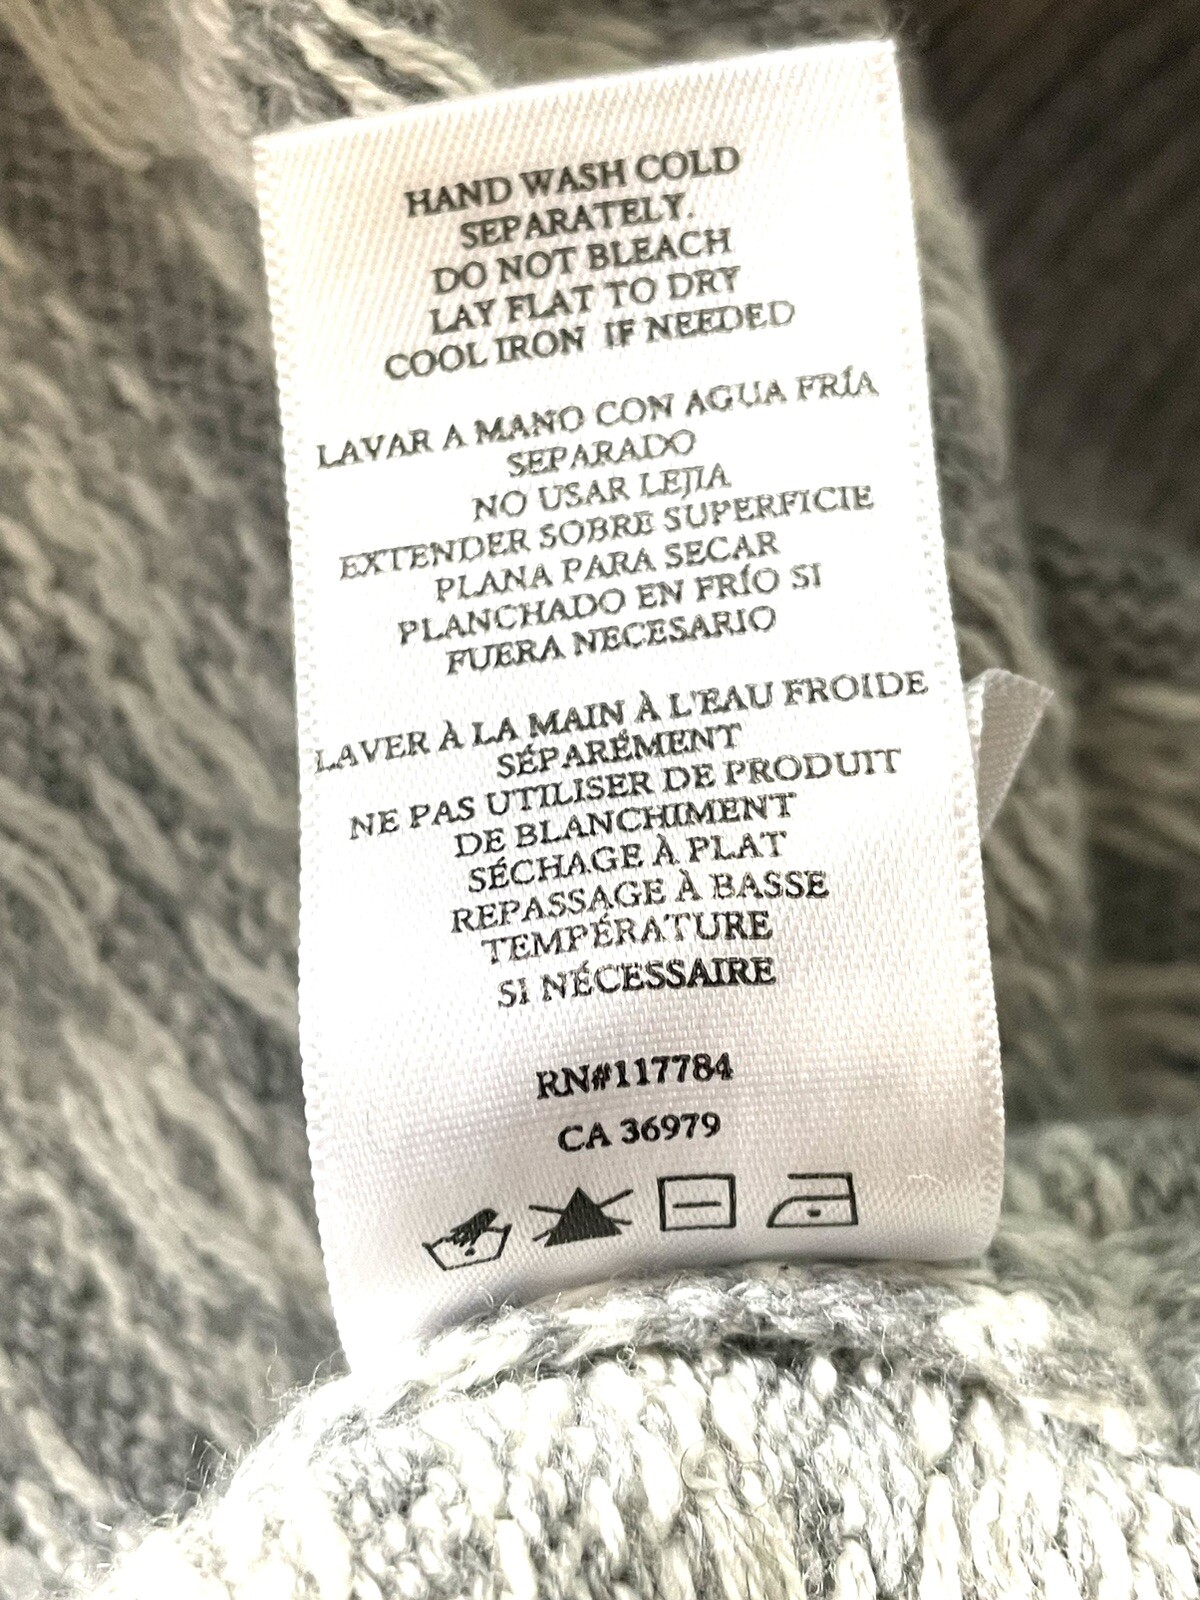 HAND WASH COLD
SEPARATELY.
DO NOT BLEACH
LAY FLAT TO DRY
COOL IRON IF NEEDED
LAVAR A MANO CON AGUA FRÍA
SEPARADO
NO USAR LEJIA
EXTENDER SOBRE SUPERFICIE
PLANA PARA SECAR
PLANCHADO EN FRÍO SI
FUERA NECESARIO
LAVER À LA MAIN À L'EAU FROIDE
SÉPARÉMENT
NE PAS UTILISER DE PRODUIT
DE BLANCHIMENT
SÉCHAGE À PLAT
REPASSAGE À BASSE
TEMPÉRATURE
SI NÉCESSAIRE
RN#117784
CA 36979